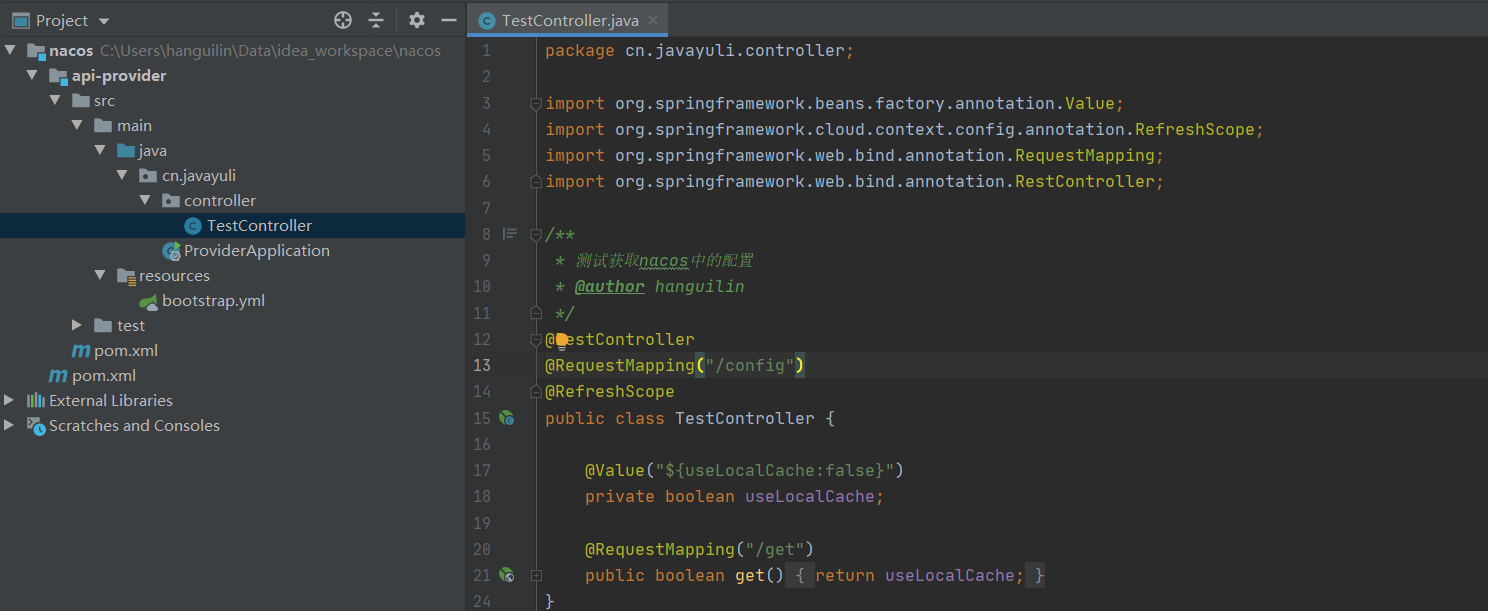 Project
nacos C:\Users\hanguilin\Data\idea_workspace\nacos
api-provider
src
main
java
cn.javayuli
controller
TestController
ProviderApplication
resources
bootstrap.yml
test
pom.xml
pom.xml
External Libraries
Scratches and Consoles
TestController.java
1 package cn.javayuli.controller;
2
3 import org.springframework.beans.factory.annotation.Value;
4 import org.springframework.cloud.context.config.annotation.RefreshScope;
5 import org.springframework.web.bind.annotation.RequestMapping;
6 import org.springframework.web.bind.annotation.RestController;
7
8 /**
9 * 测试获取nacos中的配置
10 * @author hanguilin
11 */
12 @RestController
13 @RequestMapping("/config")
14 @RefreshScope
15 public class TestController {
16
17 @Value("${useLocalCache:false}")
18 private boolean useLocalCache;
19
20 @RequestMapping("/get")
21 public boolean get() { return useLocalCache; }
24 }